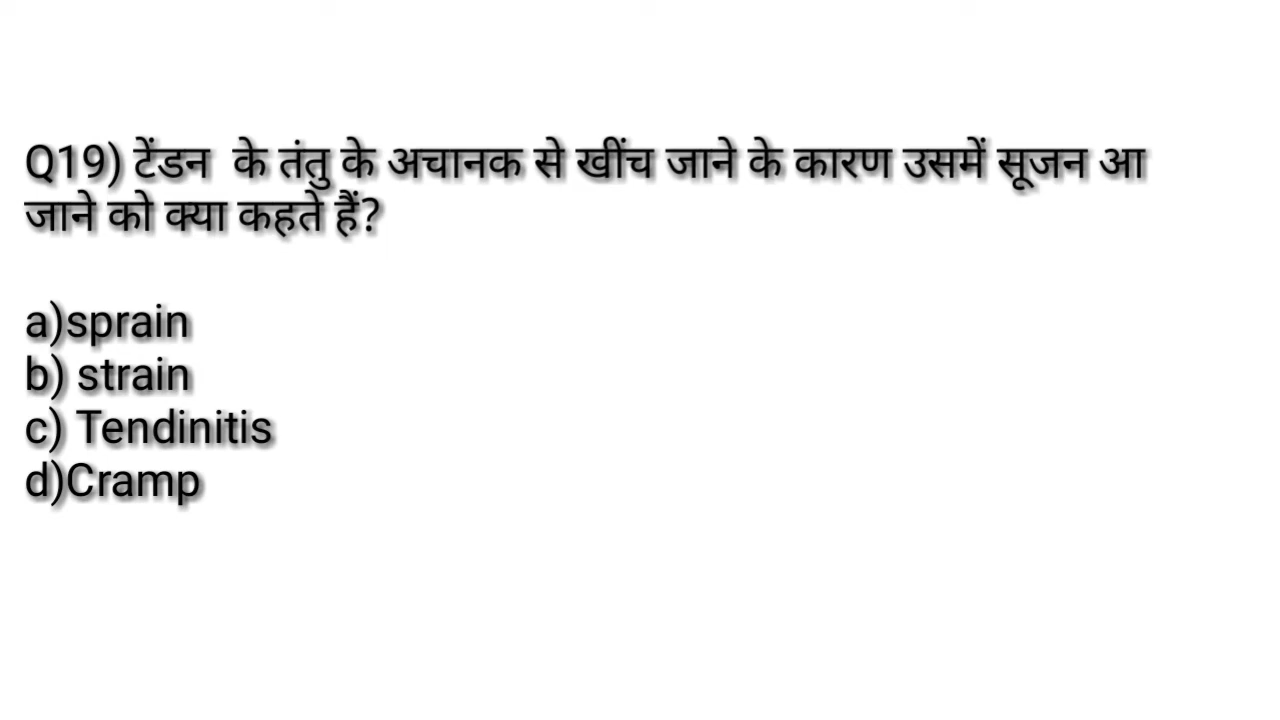 Q19) टेंडन के तंतु के अचानक से खींच जाने के कारण उसमें सूजन आ
जाने को क्या कहते हैं?
a)sprain
b) strain
c) Tendinitis
d)Cramp